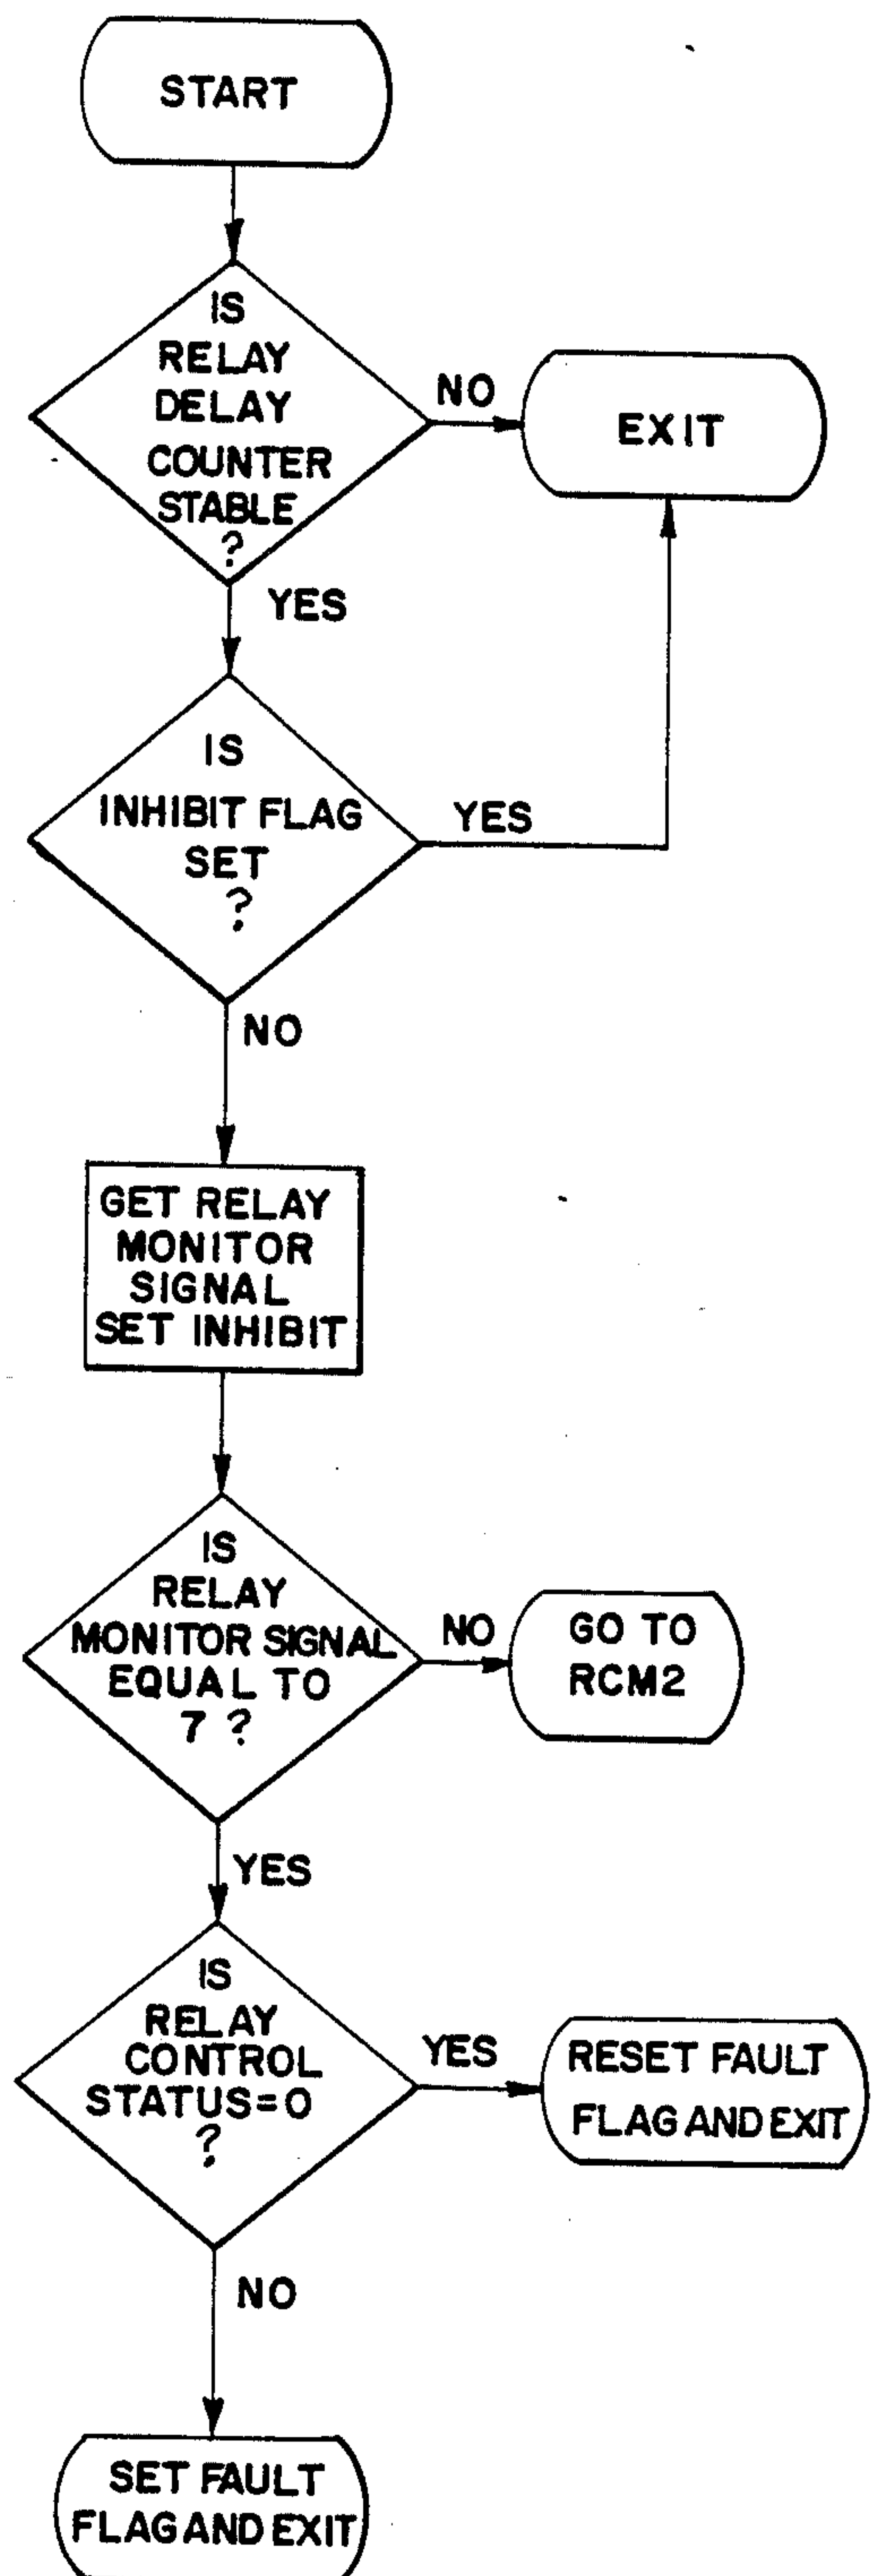 START
IS
RELAY
DELAY
COUNTER
STABLE
?
NO
EXIT
YES
IS
INHIBIT FLAG
SET
?
YES
NO
GET RELAY
MONITOR
SIGNAL
SET INHIBIT
IS
RELAY
MONITOR SIGNAL
EQUAL TO
7 ?
NO
GO TO
RCM2
YES
IS
RELAY
CONTROL
STATUS=0
?
YES
RESET FAULT
FLAG AND EXIT
NO
SET FAULT
FLAG AND EXIT